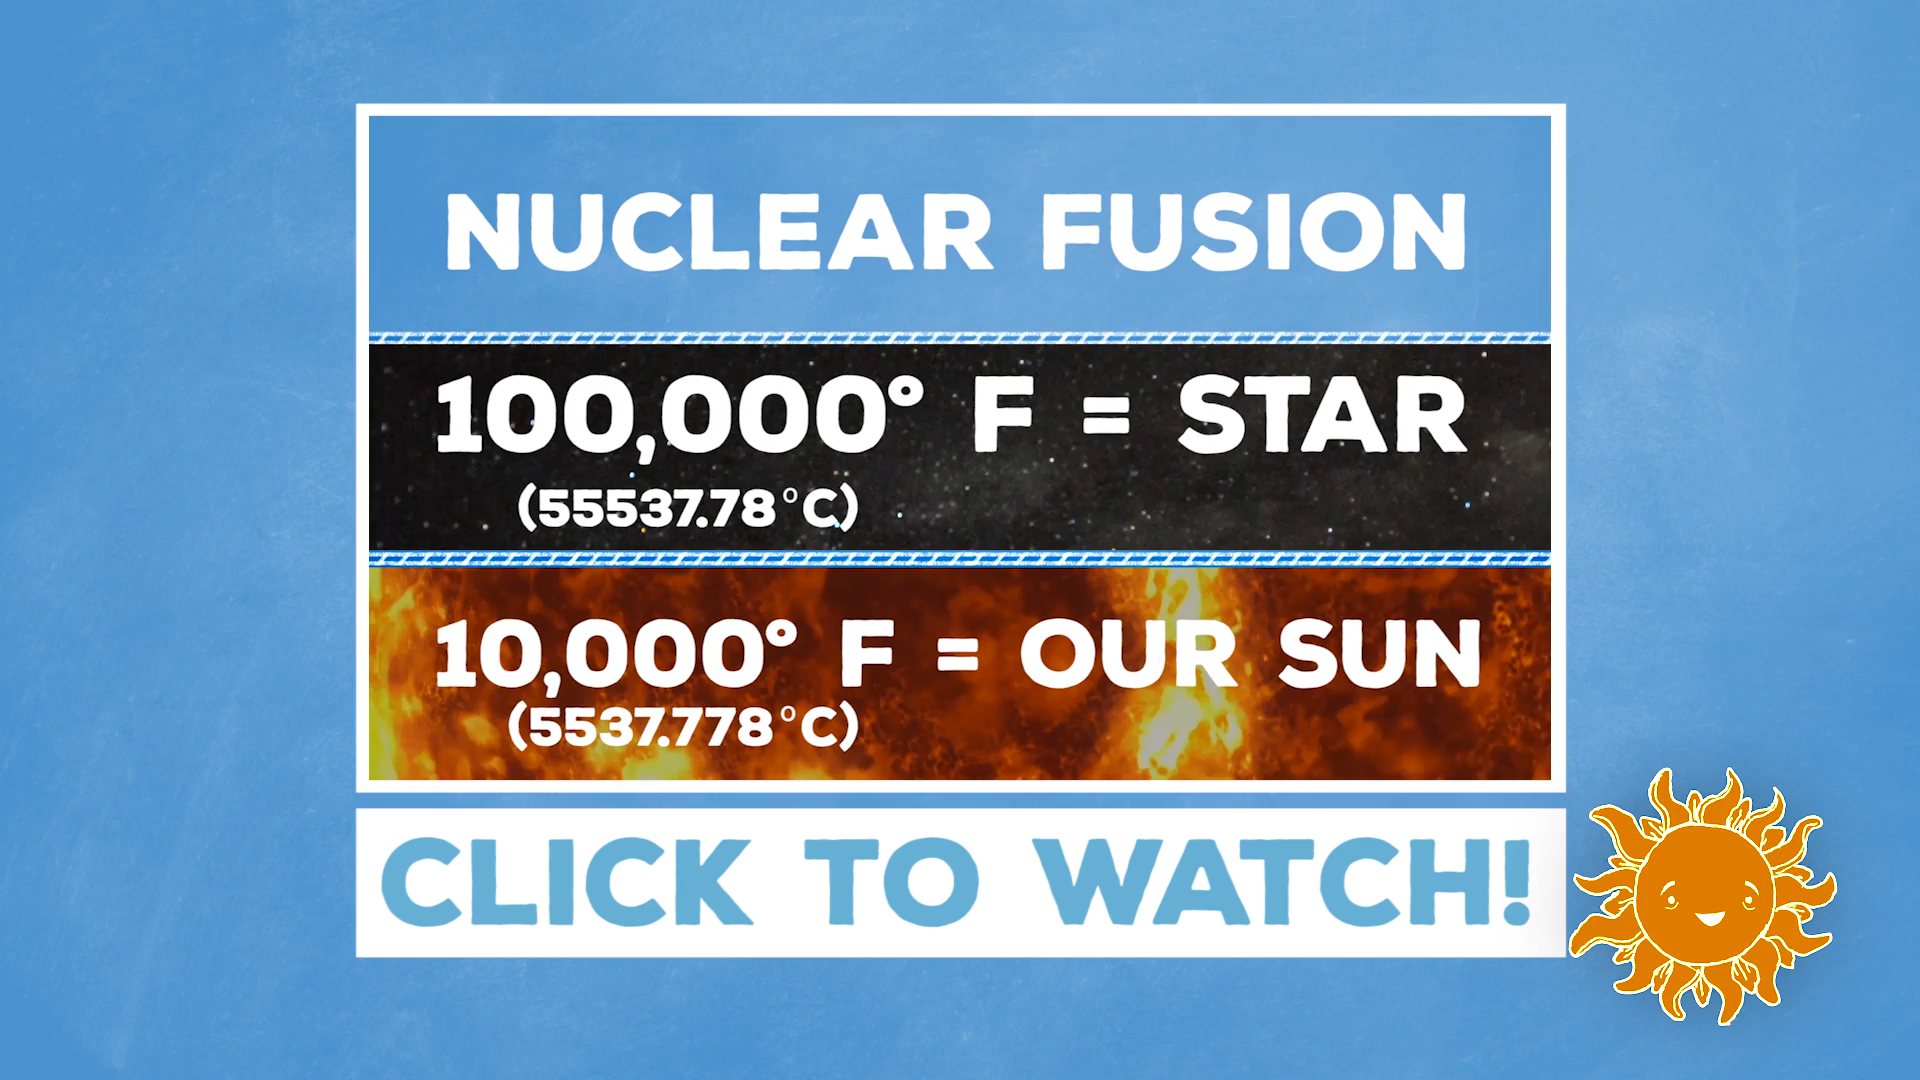 NUCLEAR FUSION
100,000° F = STAR
(55537.78°C)
10,000° F = OUR SUN
(5537.778°C)
CLICK TO WATCH!